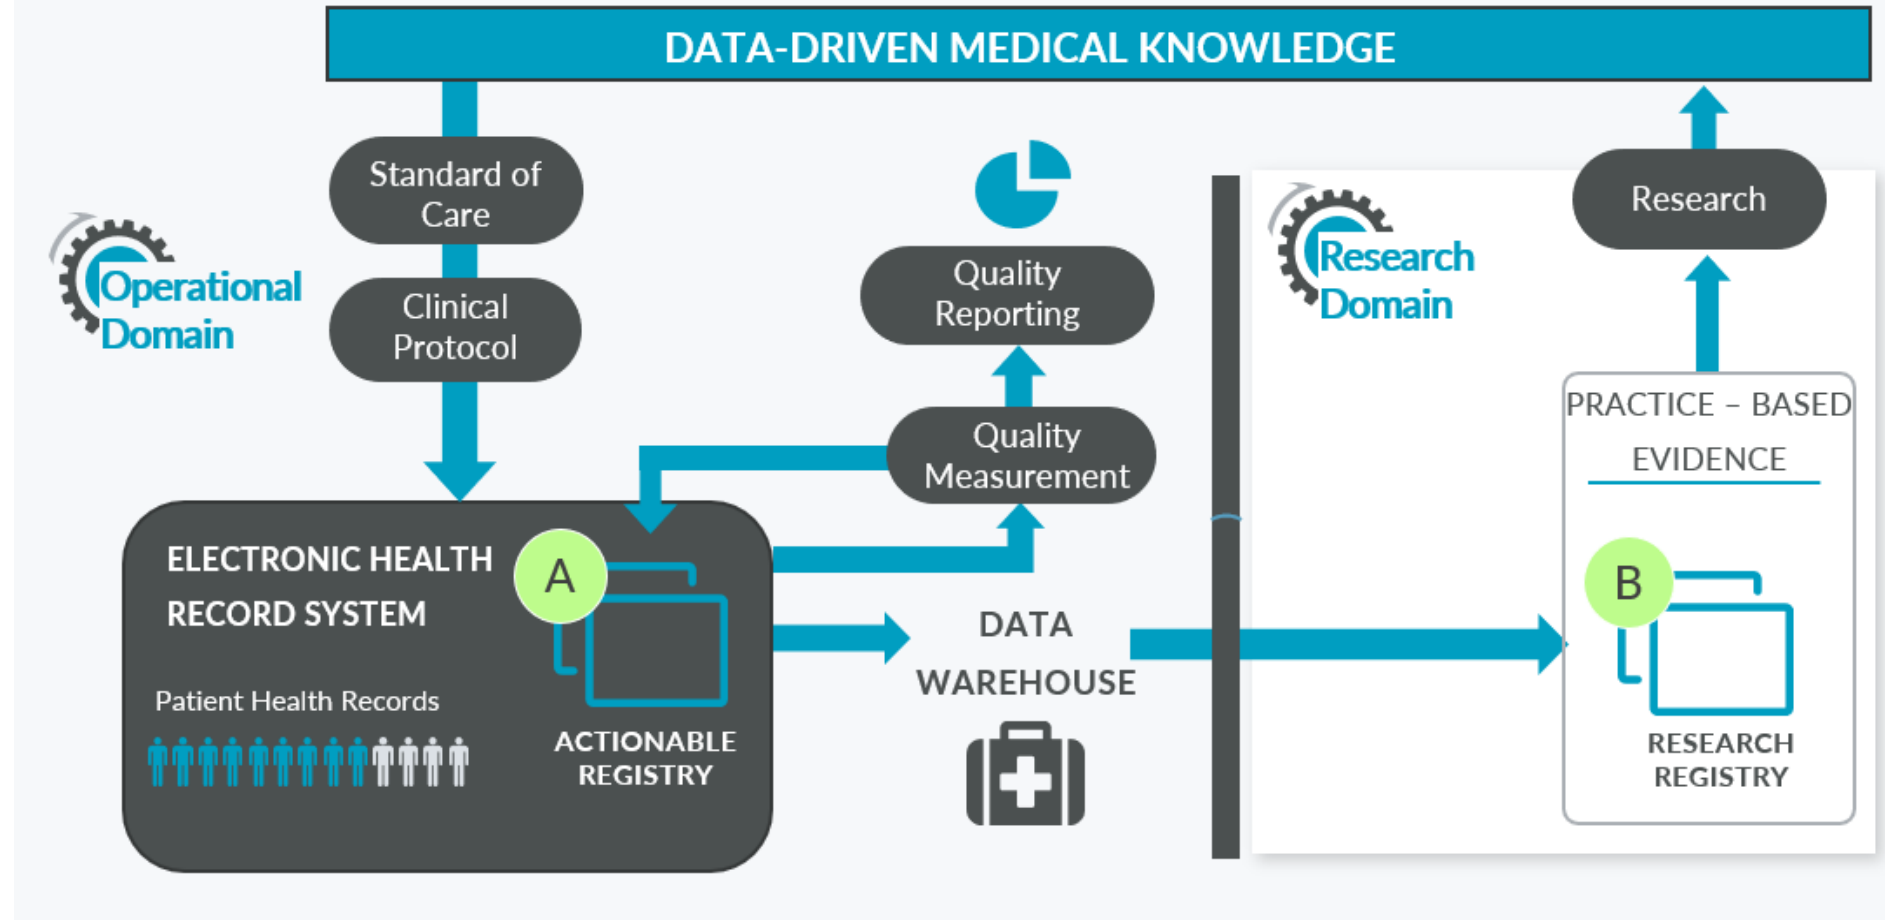 DATA-DRIVEN MEDICAL KNOWLEDGE
Standard of
Care
Operational
Domain
Clinical
Protocol
Quality
Reporting
Quality
Measurement
ELECTRONIC HEALTH
RECORD SYSTEM
A
Patient Health Records
ACTIONABLE
REGISTRY
DATA
WAREHOUSE
Research
Domain
Research
PRACTICE – BASED
EVIDENCE
B
RESEARCH
REGISTRY